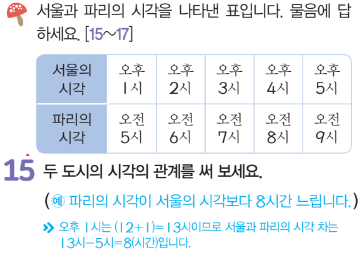 서울과 파리의 시각을 나타낸 표입니다. 물음에 답
하세요. [15~17]
서울의 시각 오후 1시 오후 2시 오후 3시 오후 4시 오후 5시
파리의 시각 오전 5시 오전 6시 오전 7시 오전 8시 오전 9시
15 두 도시의 시각의 관계를 써 보세요.
(예 파리의 시각이 서울의 시각보다 8시간 느립니다.)
» 오후 1시는 (12+1)=13시이므로 서울과 파리의 시각 차는
13시-5시=8(시간)입니다.